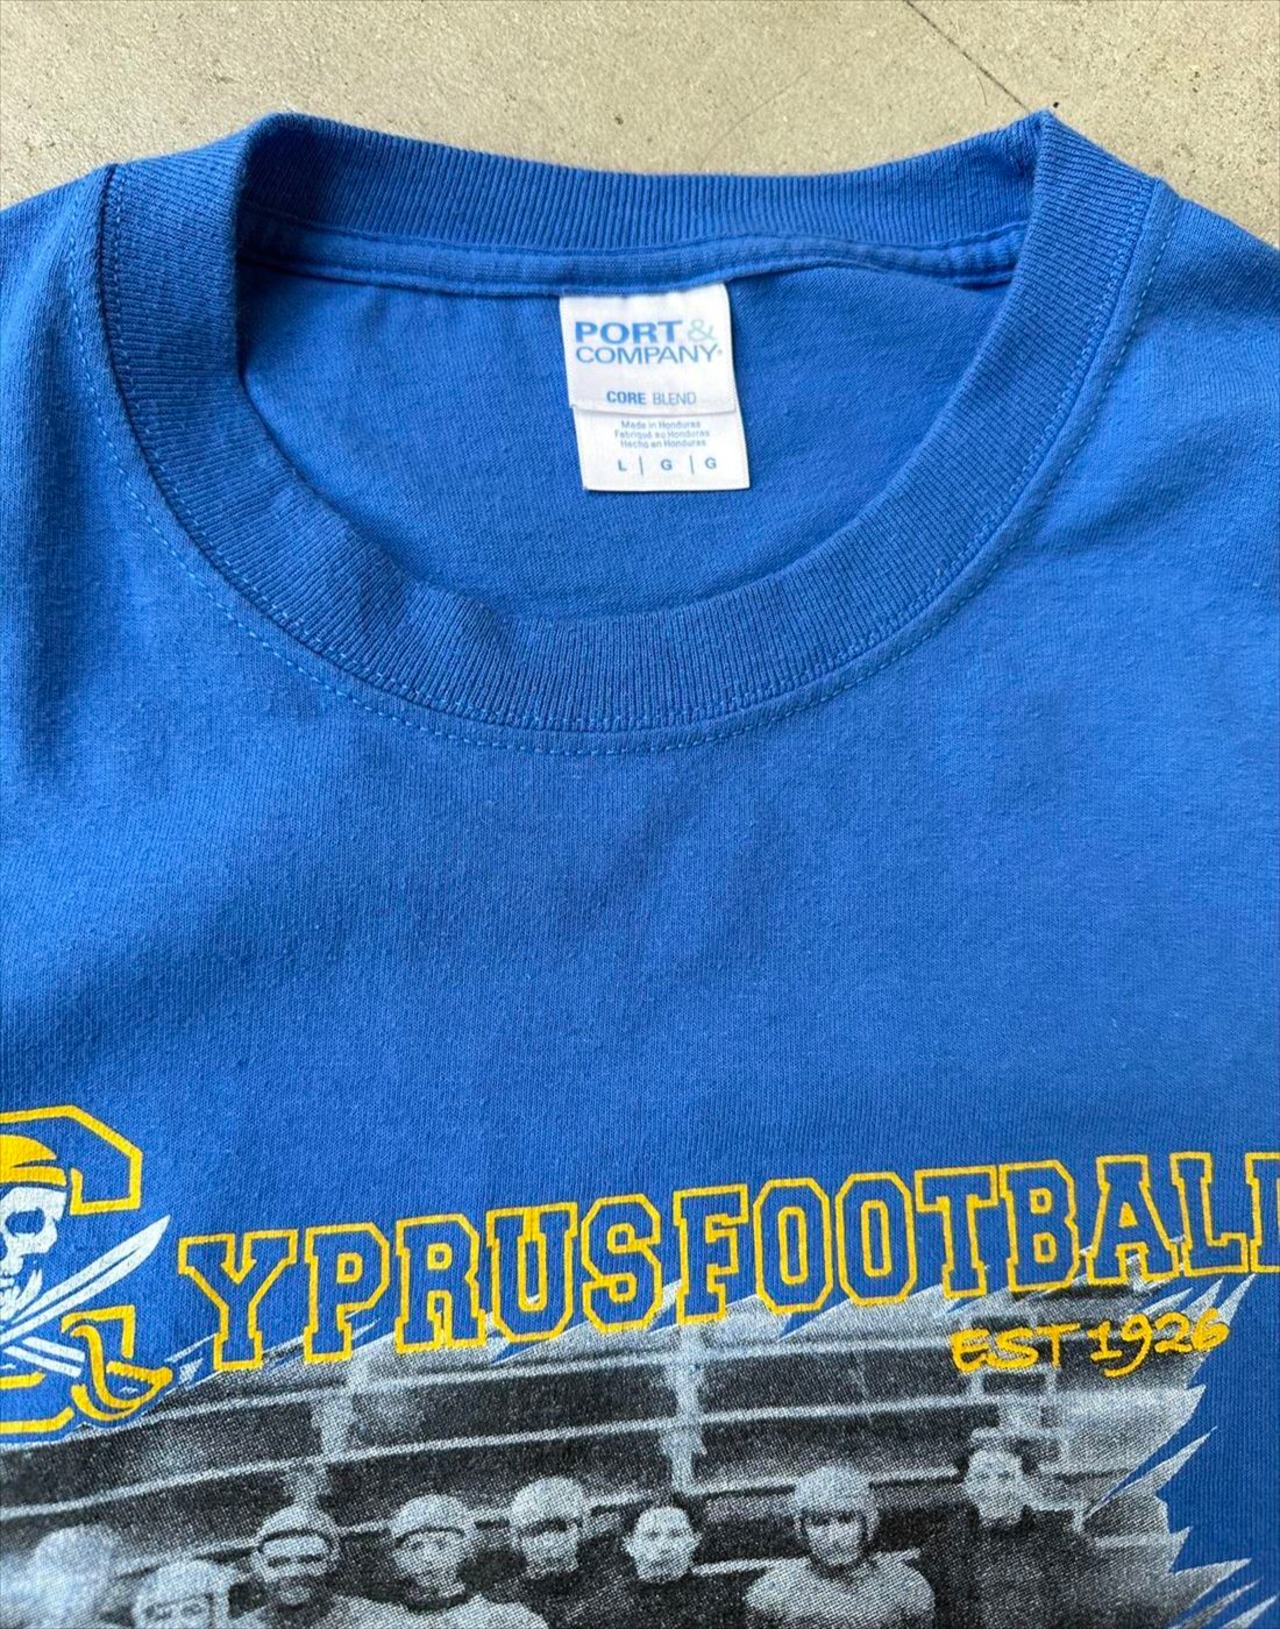 PORT &
COMPANY
CORE BLEND
Made in Honduras
Fabriqué au Honduras
Hecho en Honduras
L | G | G
CYPRUS FOOTBALL
EST 1926